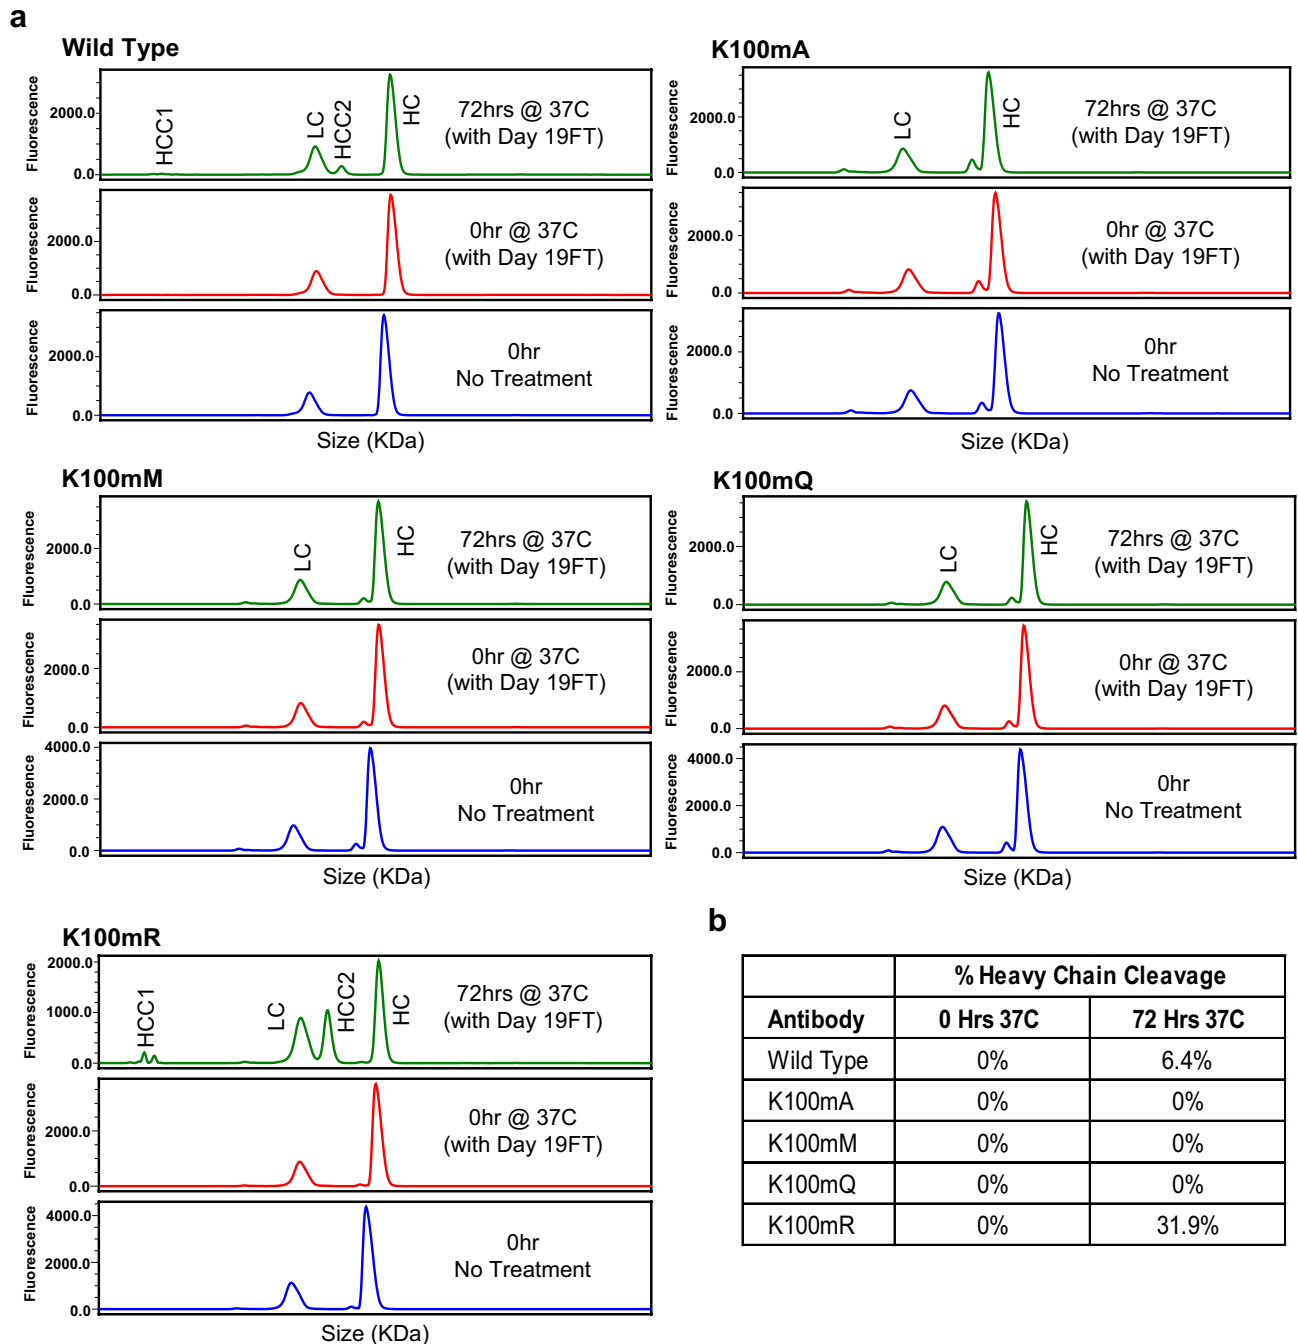 a
Wild Type
Fluorescence
2000.0
0.0
HCC1
LC
HCC2
HC
72hrs @ 37C
(with Day 19FT)
Fluorescence
2000.0
0.0
0hr @ 37C
(with Day 19FT)
Fluorescence
2000.0
0.0
0hr
No Treatment
Size (KDa)
K100mA
Fluorescence
2000.0
0.0
LC
HC
72hrs @ 37C
(with Day 19FT)
Fluorescence
2000.0
0.0
0hr @ 37C
(with Day 19FT)
Fluorescence
2000.0
0.0
0hr
No Treatment
Size (KDa)
K100mM
Fluorescence
2000.0
0.0
LC
HC
72hrs @ 37C
(with Day 19FT)
Fluorescence
2000.0
0.0
0hr @ 37C
(with Day 19FT)
Fluorescence
4000.0
2000.0
0.0
0hr
No Treatment
Size (KDa)
K100mQ
Fluorescence
2000.0
0.0
LC
HC
72hrs @ 37C
(with Day 19FT)
Fluorescence
2000.0
0.0
0hr @ 37C
(with Day 19FT)
Fluorescence
4000.0
2000.0
0.0
0hr
No Treatment
Size (KDa)
K100mR
Fluorescence
2000.0
1000.0
0.0
HCC1
LC
HCC2
HC
72hrs @ 37C
(with Day 19FT)
Fluorescence
2000.0
0.0
0hr @ 37C
(with Day 19FT)
Fluorescence
4000.0
2000.0
0.0
0hr
No Treatment
Size (KDa)
b
% Heavy Chain Cleavage
Antibody 0 Hrs 37C 72 Hrs 37C
Wild Type 0% 6.4%
K100mA 0% 0%
K100mM 0% 0%
K100mQ 0% 0%
K100mR 0% 31.9%